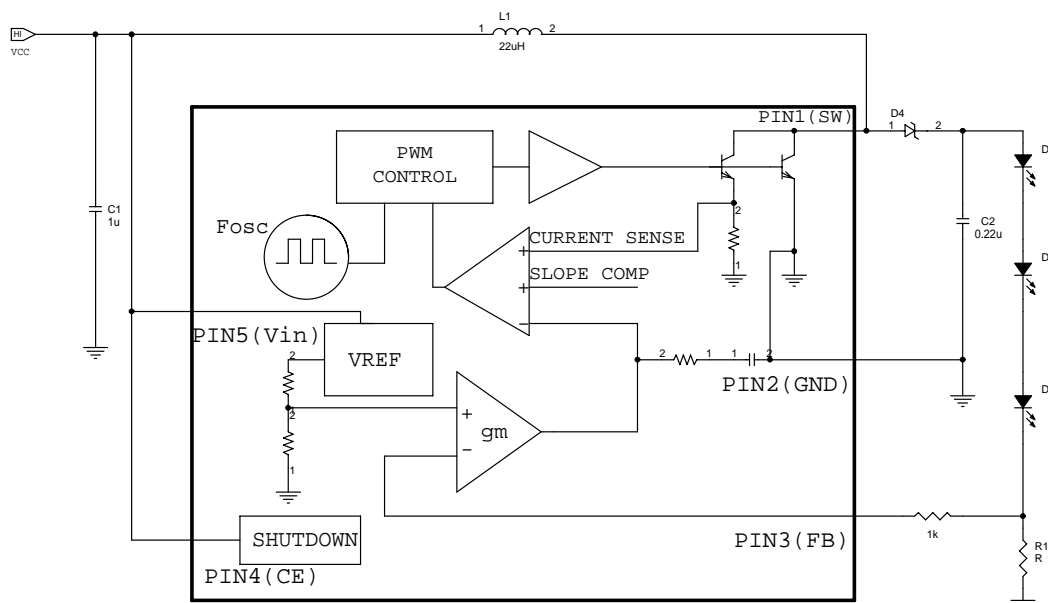 L1
1
2
22uH
HI
VCC
PIN1(SW)
D4
1
2
D
PWM
CONTROL
C1
1u
Fosc
2
CURRENT SENSE
1
C2
0.22u
SLOPE COMP
D
PIN5(Vin)
2
VREF
2
1
1
2
PIN2(GND)
D
2
gm
1
SHUTDOWN
1k
PIN3(FB)
R1
R
PIN4(CE)